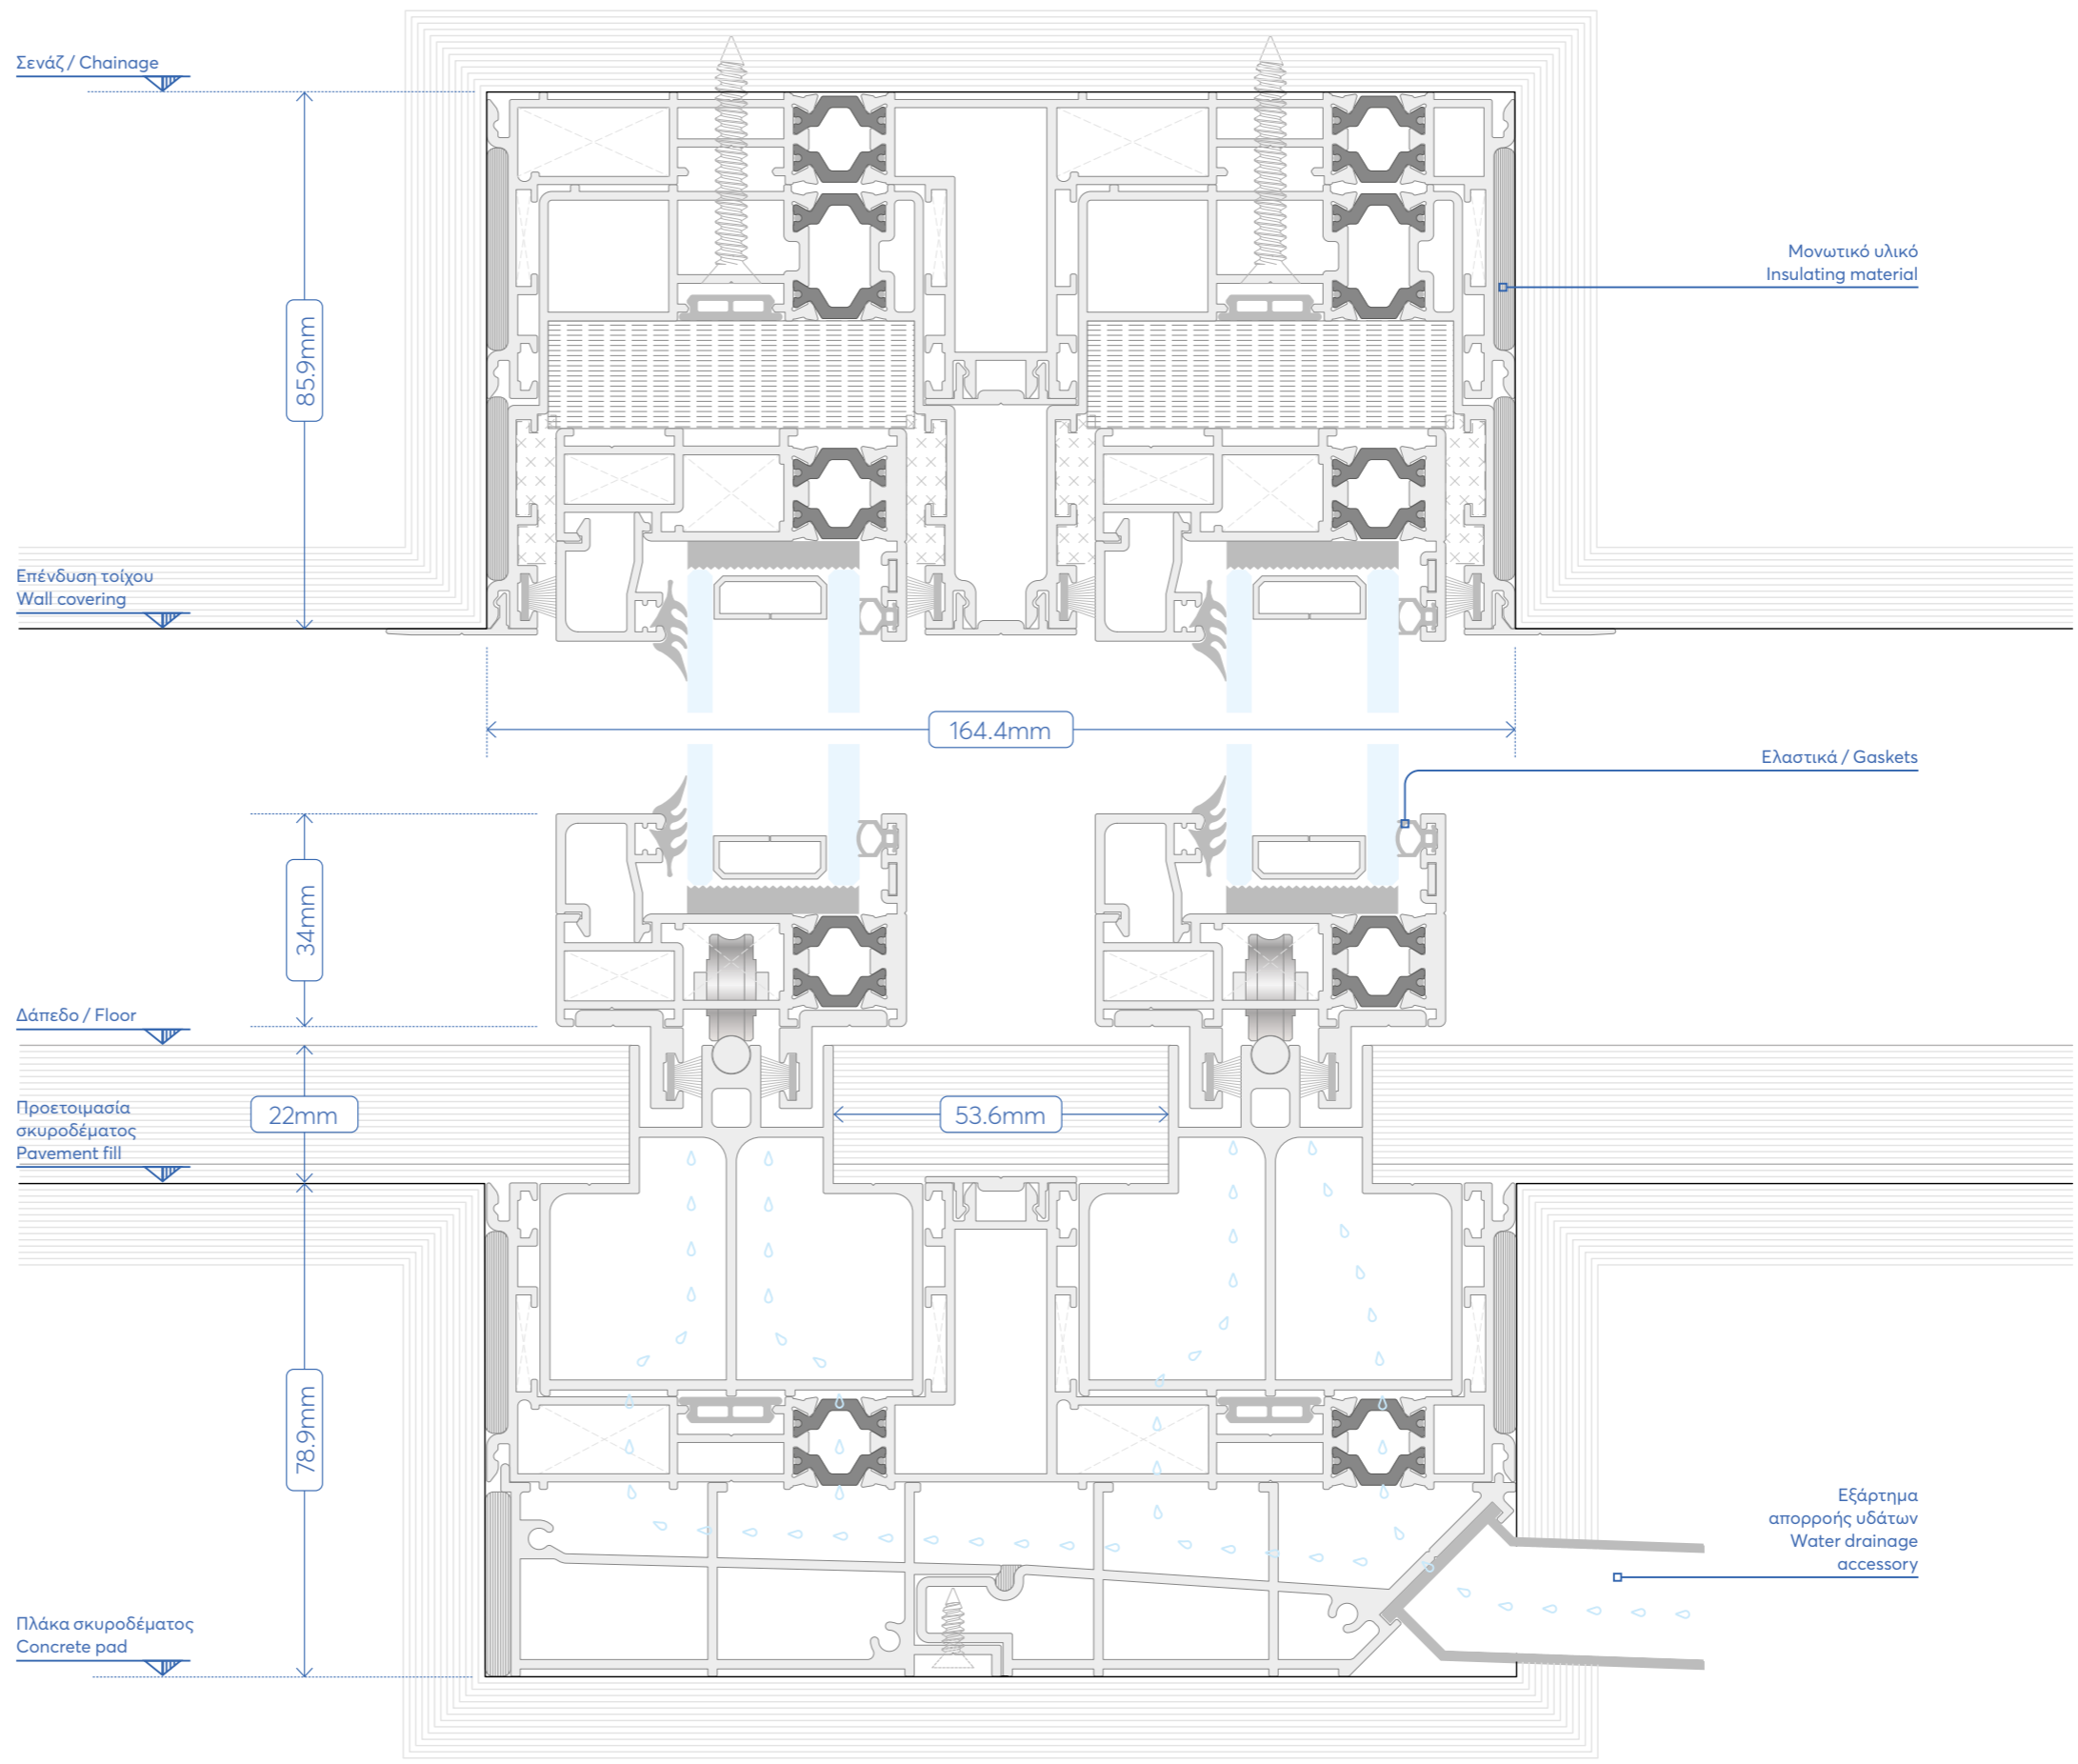 Σενάζ / Chainage
85.9mm
Μονωτικό υλικό
Insulating material
Επένδυση τοίχου
Wall covering
164.4mm
Ελαστικά / Gaskets
34mm
Δάπεδο / Floor
22mm
53.6mm
Προετοιμασία
σκυροδέματος
Pavement fill
78.9mm
Εξάρτημα
απορροής υδάτων
Water drainage
accessory
Πλάκα σκυροδέματος
Concrete pad